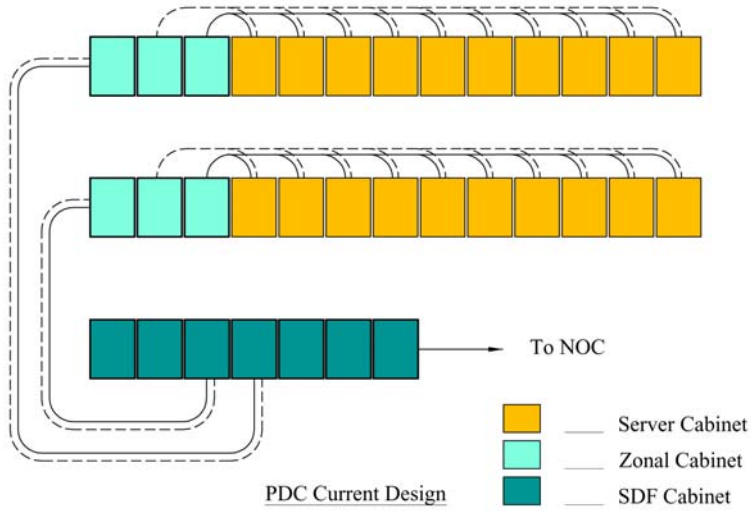 To NOC
Server Cabinet
Zonal Cabinet
SDF Cabinet
PDC Current Design